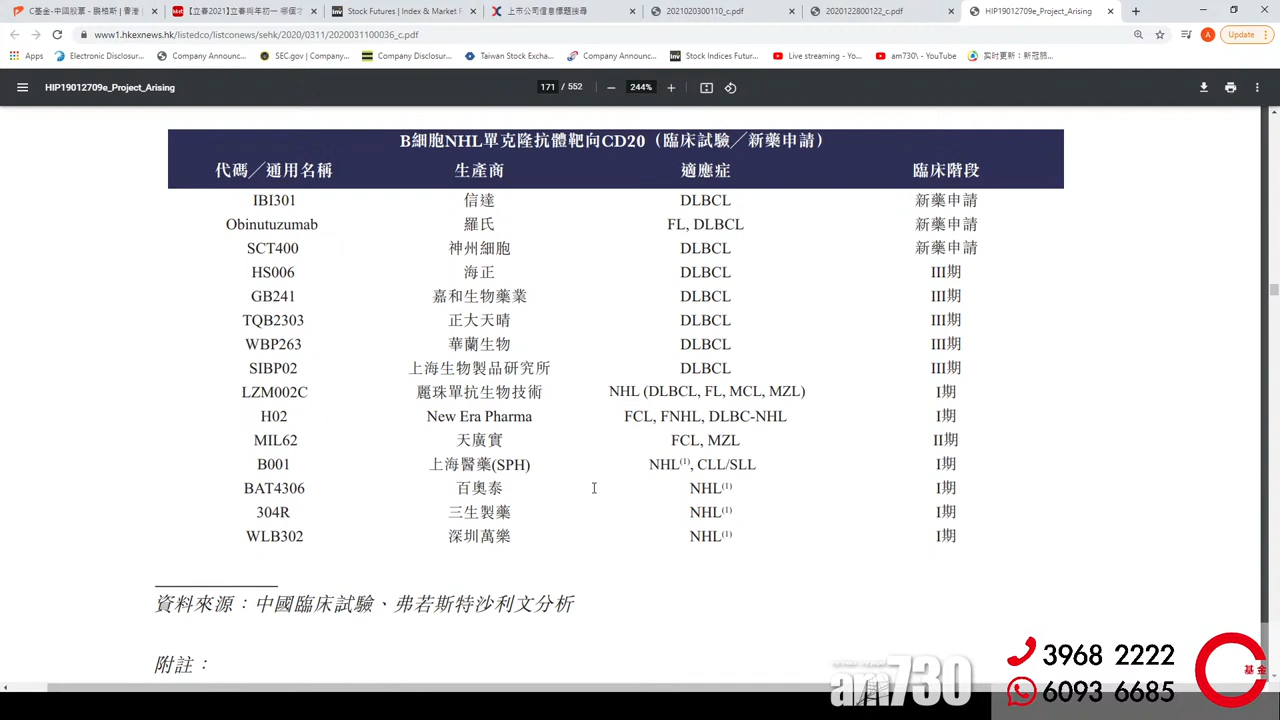 C基金-中國股票 - 鵬格斯 | 香港 |
【立春2021】立春與年初一 哪個才
Stock Futures | Index & Market F
上市公司信息標題搜尋
2021020300110_c.pdf
2020122800122_c.pdf
HIP19012709e_Project_Arising
www1.hkexnews.hk/listedco/listconews/sehk/2020/0311/2020031100036_c.pdf
Update
Apps
Electronic Disclosur...
Company Announc...
SEC.gov | Company...
Company Disclosur...
Taiwan Stock Excha...
Company Announc...
Stock Indices Futur...
Live streaming - Yo...
am730\ - YouTube
实时更新：新冠肺...
HIP19012709e_Project_Arising
171 / 552
244%
B細胞NHL單克隆抗體靶向CD20（臨床試驗／新藥申請）
代碼／通用名稱 生產商 適應症 臨床階段
IBI301 信達 DLBCL 新藥申請
Obinutuzumab 羅氏 FL, DLBCL 新藥申請
SCT400 神州細胞 DLBCL 新藥申請
HS006 海正 DLBCL III期
GB241 嘉和生物藥業 DLBCL III期
TQB2303 正大天晴 DLBCL III期
WBP263 華蘭生物 DLBCL III期
SIBP02 上海生物製品研究所 DLBCL III期
LZM002C 麗珠單抗生物技術 NHL (DLBCL, FL, MCL, MZL) I期
H02 New Era Pharma FCL, FNHL, DLBC-NHL I期
MIL62 天廣實 FCL, MZL II期
B001 上海醫藥(SPH) NHL(1), CLL/SLL I期
BAT4306 百奧泰 NHL(1) I期
304R 三生製藥 NHL(1) I期
WLB302 深圳萬樂 NHL(1) I期
資料來源：中國臨床試驗、弗若斯特沙利文分析
附註：
am730
3968 2222
6093 6685
基金